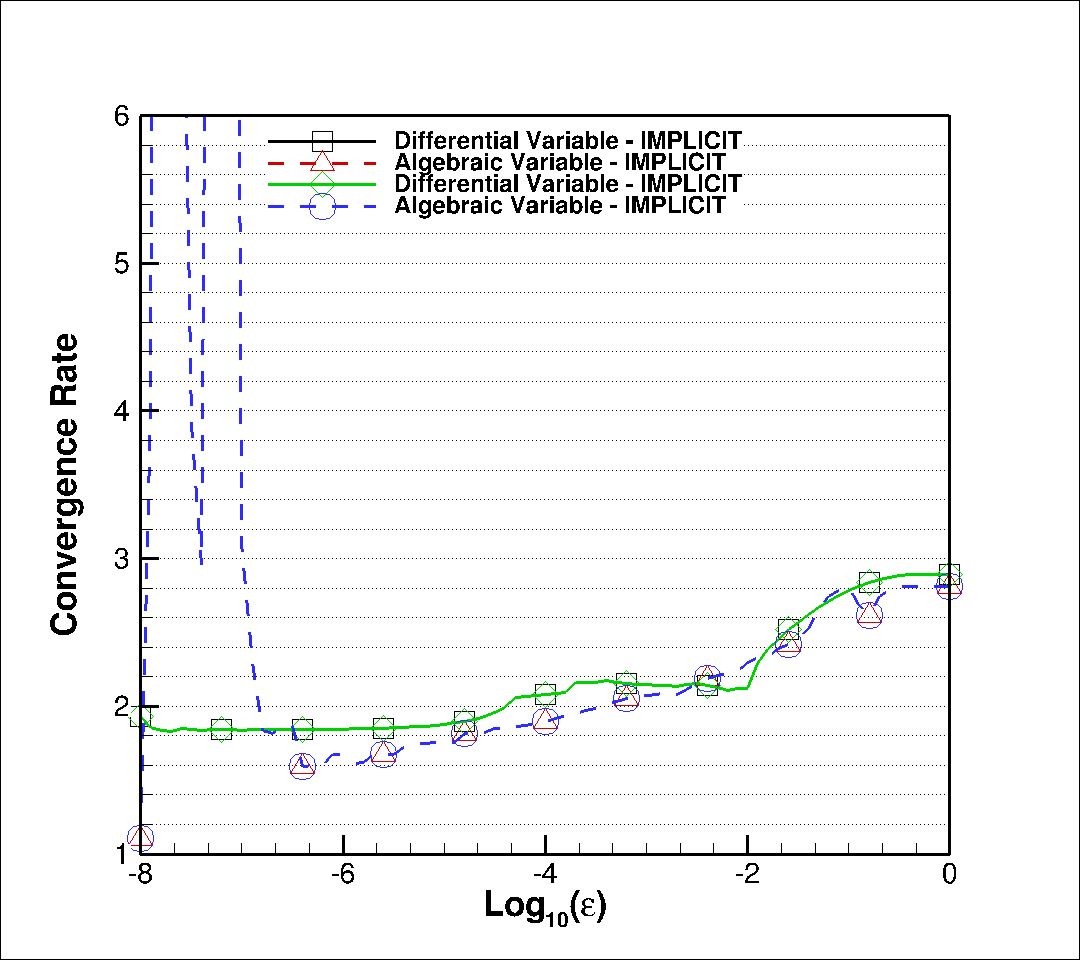 6
5
4
3
2
1
Convergence Rate
Differential Variable - IMPLICIT
Algebraic Variable - IMPLICIT
Differential Variable - IMPLICIT
Algebraic Variable - IMPLICIT
-8 -6 -4 -2 0
Log10(ε)